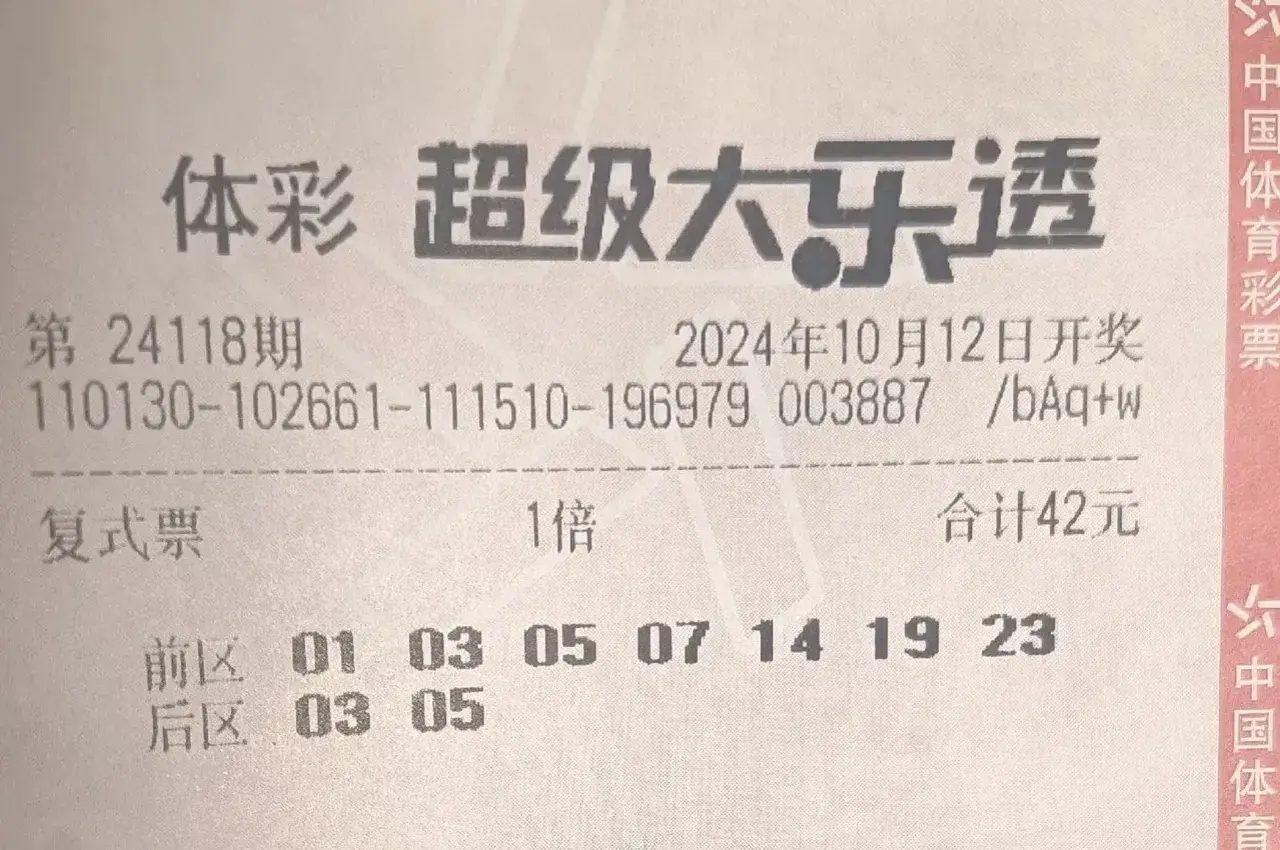 体彩 超级大乐透
第 24118期 2024年10月12日开奖
110130-102661-111510-196979 003887 /bAq+w
复式票 1倍 合计42元
前区 01 03 05 07 14 19 23
后区 03 05
中国体育彩票
中国体育